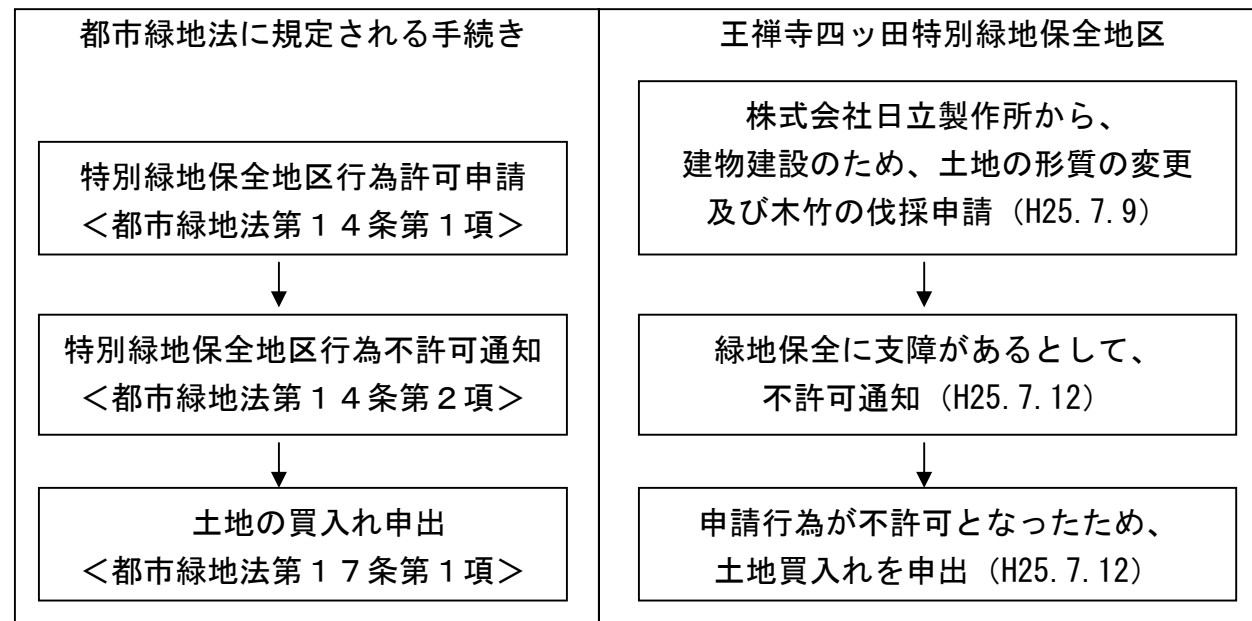 都市緑地法に規定される手続き
特別緑地保全地区行為許可申請
＜都市緑地法第１４条第１項＞
特別緑地保全地区行為不許可通知
＜都市緑地法第１４条第２項＞
土地の買入れ申出
＜都市緑地法第１７条第１項＞
王禅寺四ッ田特別緑地保全地区
株式会社日立製作所から、
建物建設のため、土地の形質の変更
及び木竹の伐採申請（H25.7.9）
緑地保全に支障があるとして、
不許可通知（H25.7.12）
申請行為が不許可となったため、
土地買入れを申出（H25.7.12）